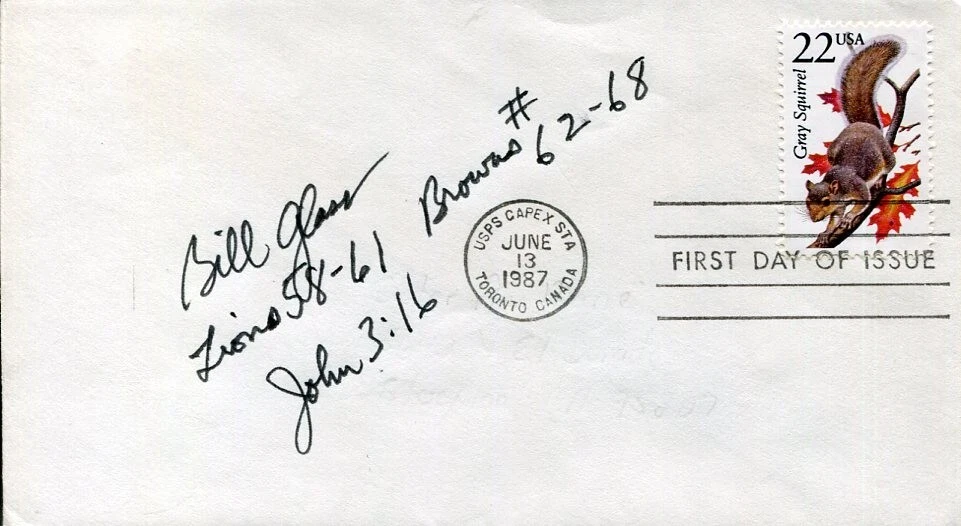 22 USA
Gray Squirrel
Bill Glass
Lions 58-61
Browns #
62-68
John 3:16
USPS CAPEX STA
JUNE
13
1987
TORONTO CANADA
FIRST DAY OF ISSUE